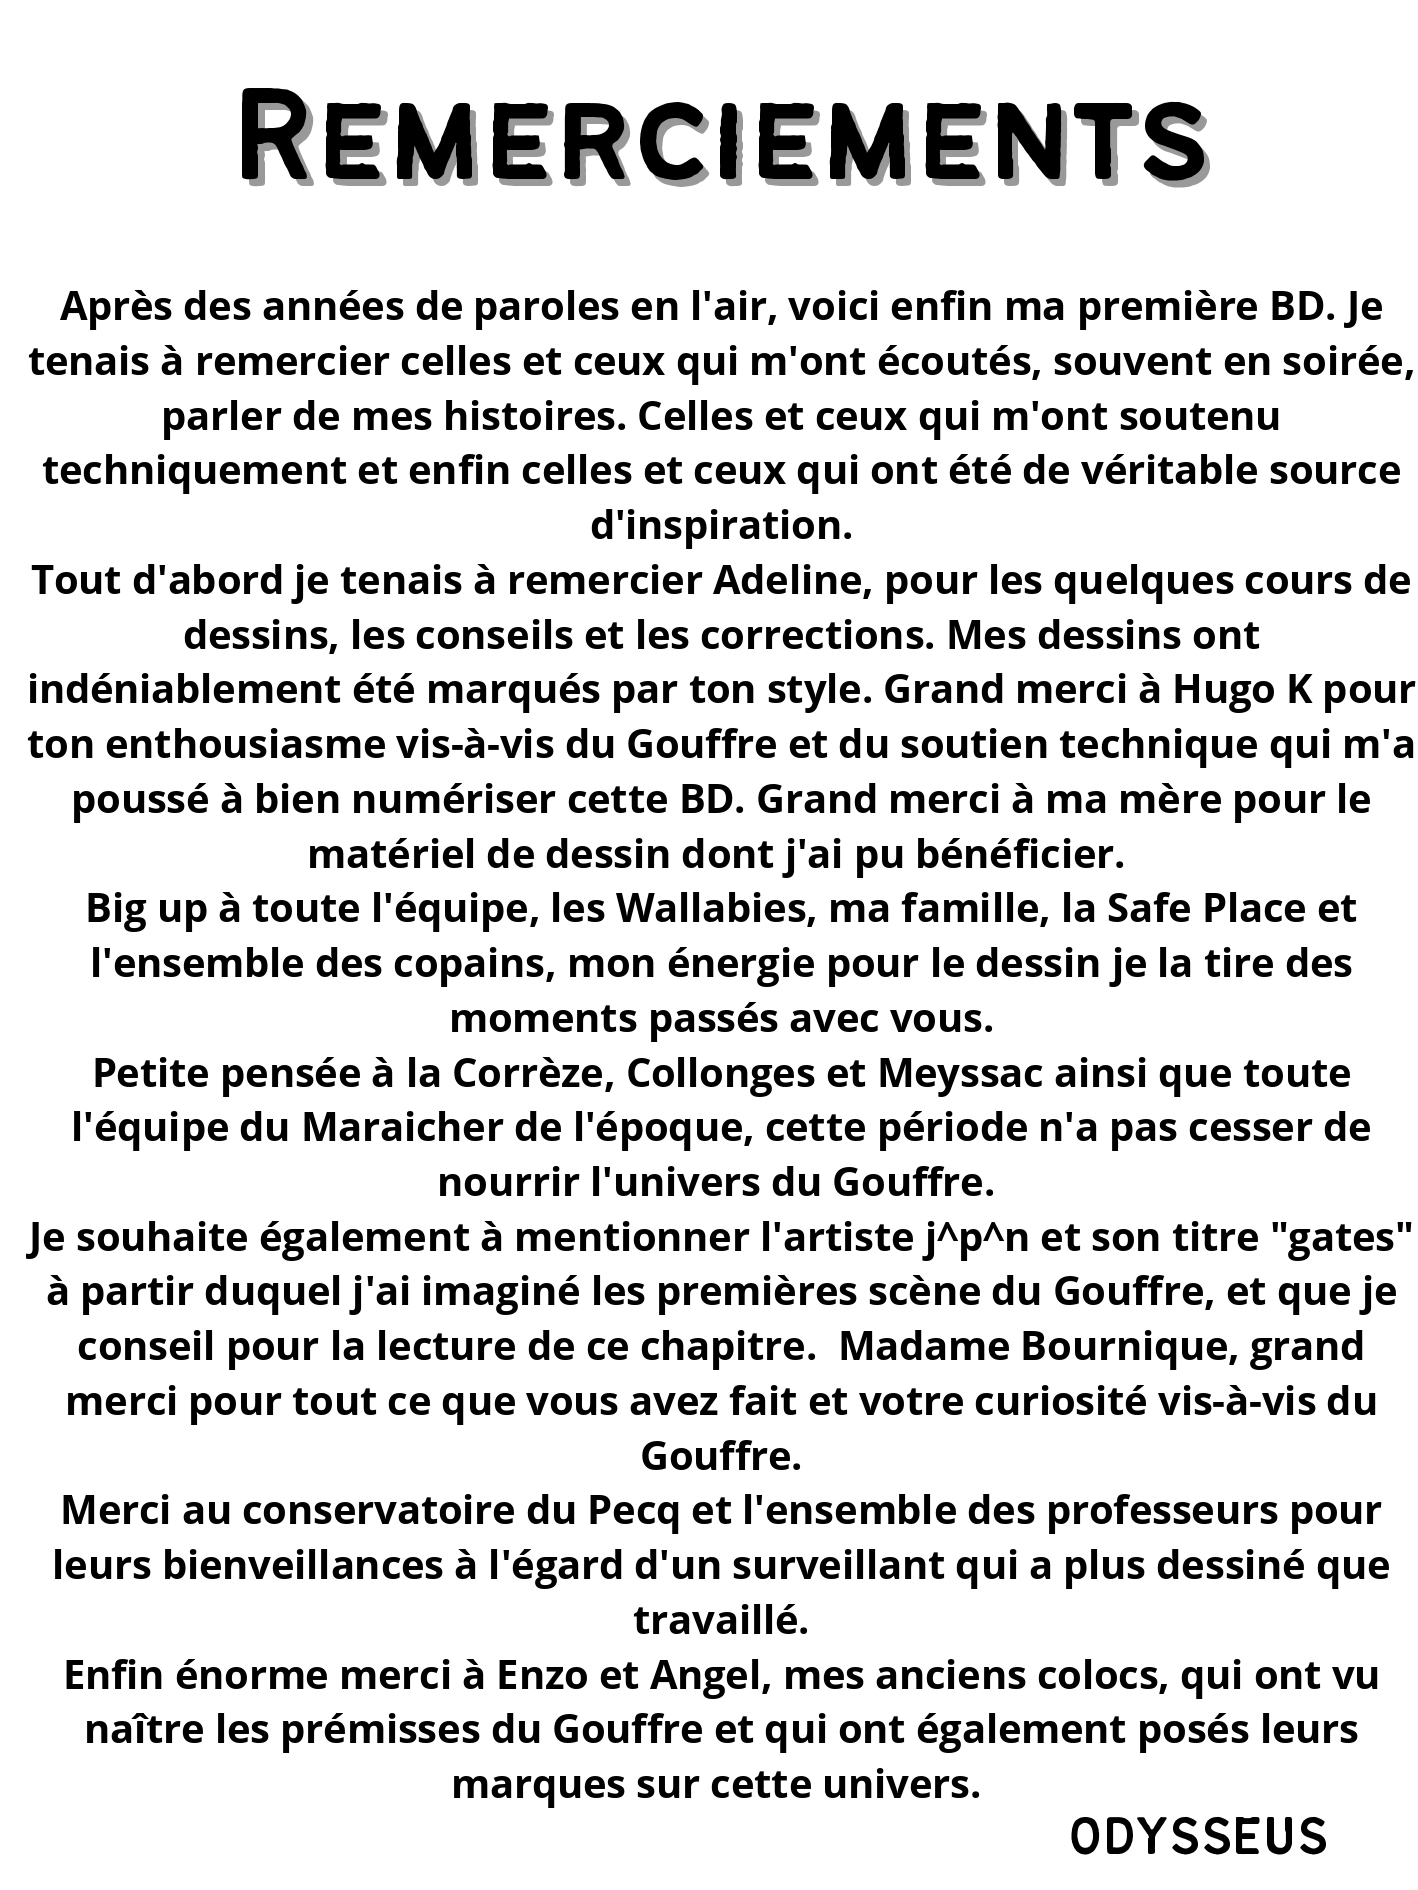 REMERCIEMENTS
Après des années de paroles en l'air, voici enfin ma première BD. Je
tenais à remercier celles et ceux qui m'ont écoutés, souvent en soirée,
parler de mes histoires. Celles et ceux qui m'ont soutenu
techniquement et enfin celles et ceux qui ont été de véritable source
d'inspiration.
Tout d'abord je tenais à remercier Adeline, pour les quelques cours de
dessins, les conseils et les corrections. Mes dessins ont
indéniablement été marqués par ton style. Grand merci à Hugo K pour
ton enthousiasme vis-à-vis du Gouffre et du soutien technique qui m'a
poussé à bien numériser cette BD. Grand merci à ma mère pour le
matériel de dessin dont j'ai pu bénéficier.
Big up à toute l'équipe, les Wallabies, ma famille, la Safe Place et
l'ensemble des copains, mon énergie pour le dessin je la tire des
moments passés avec vous.
Petite pensée à la Corrèze, Collonges et Meyssac ainsi que toute
l'équipe du Maraicher de l'époque, cette période n'a pas cesser de
nourrir l'univers du Gouffre.
Je souhaite également à mentionner l'artiste j^p^n et son titre "gates"
à partir duquel j'ai imaginé les premières scène du Gouffre, et que je
conseil pour la lecture de ce chapitre.  Madame Bournique, grand
merci pour tout ce que vous avez fait et votre curiosité vis-à-vis du
Gouffre.
Merci au conservatoire du Pecq et l'ensemble des professeurs pour
leurs bienveillances à l'égard d'un surveillant qui a plus dessiné que
travaillé.
Enfin énorme merci à Enzo et Angel, mes anciens colocs, qui ont vu
naître les prémisses du Gouffre et qui ont également posés leurs
marques sur cette univers.
ODYSSEUS